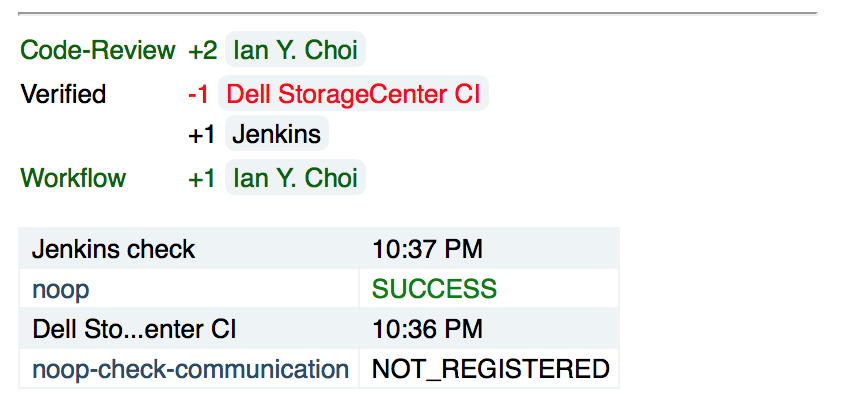 Code-Review +2 Ian Y. Choi
Verified -1 Dell StorageCenter CI
+1 Jenkins
Workflow +1 Ian Y. Choi
Jenkins check 10:37 PM
noop SUCCESS
Dell Sto...enter CI 10:36 PM
noop-check-communication NOT_REGISTERED